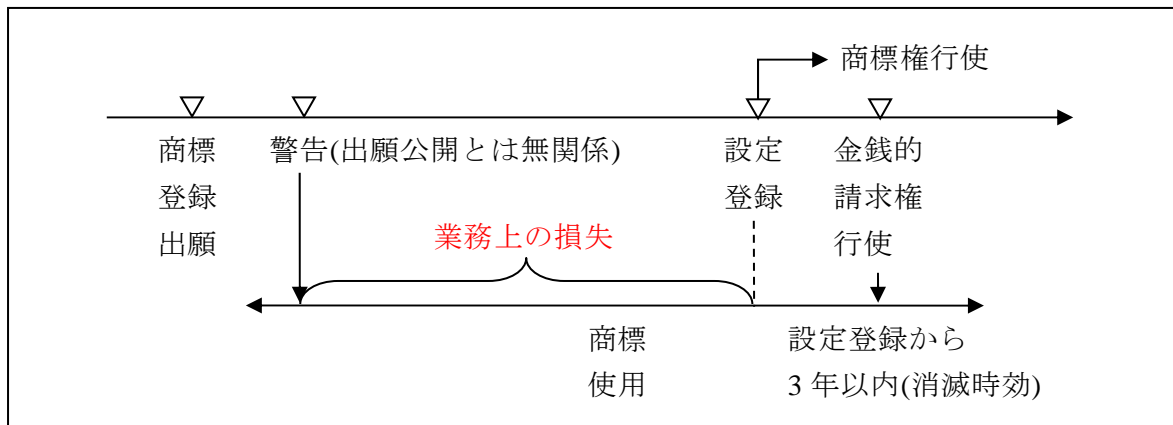 商標権行使
商標登録出願
警告(出願公開とは無関係)
設定登録
金銭的請求権行使
業務上の損失
商標使用
設定登録から
3年以内(消滅時効)